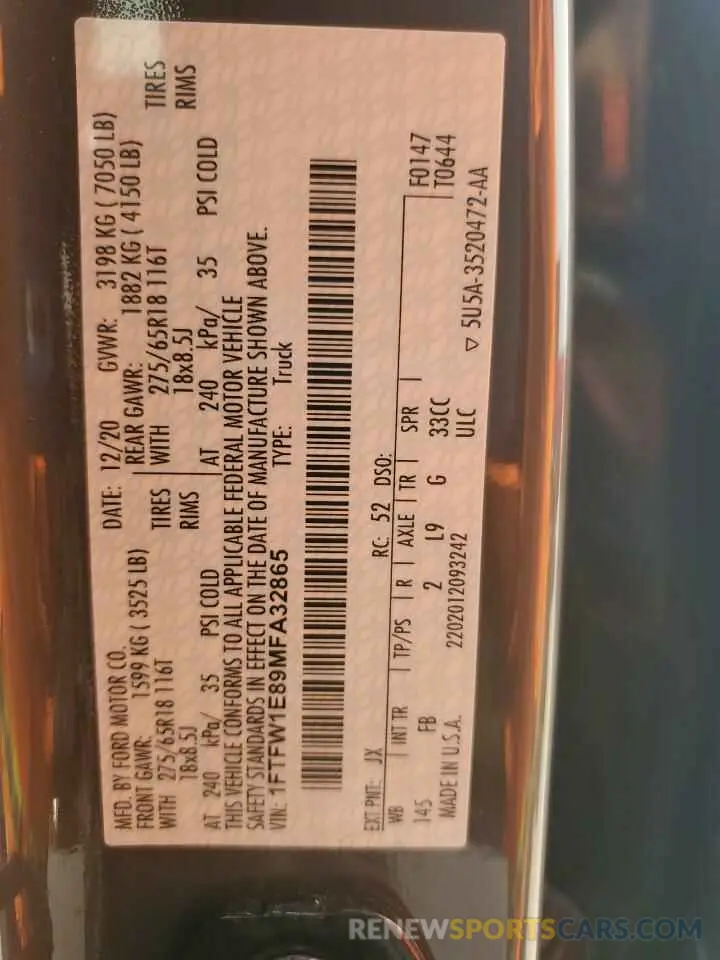 MFD. BY FORD MOTOR CO.
DATE: 12/20 GVWR: 3198 KG ( 7050 LB)
FRONT GAWR: 1599 KG ( 3525 LB)
REAR GAWR: 1882 KG ( 4150 LB)
WITH 275/65R18 116T TIRES
WITH 275/65R18 116T TIRES
18x8.5J RIMS
18x8.5J RIMS
AT 240 kPa/ 35 PSI COLD
AT 240 kPa/ 35 PSI COLD
THIS VEHICLE CONFORMS TO ALL APPLICABLE FEDERAL MOTOR VEHICLE
SAFETY STANDARDS IN EFFECT ON THE DATE OF MANUFACTURE SHOWN ABOVE.
VIN: 1FTFW1E89MFA32865
TYPE: Truck
EXT PNT: JX RC: 52 DSO:
WB INT TR TP/PS R AXLE TR SPR
F0147
T0644
145 FB 2 L9 G 33CC
ULC
MADE IN U.S.A. 2202012093242
▽ 5U5A-3520472-AA
RENEWSPORTSCARS.COM